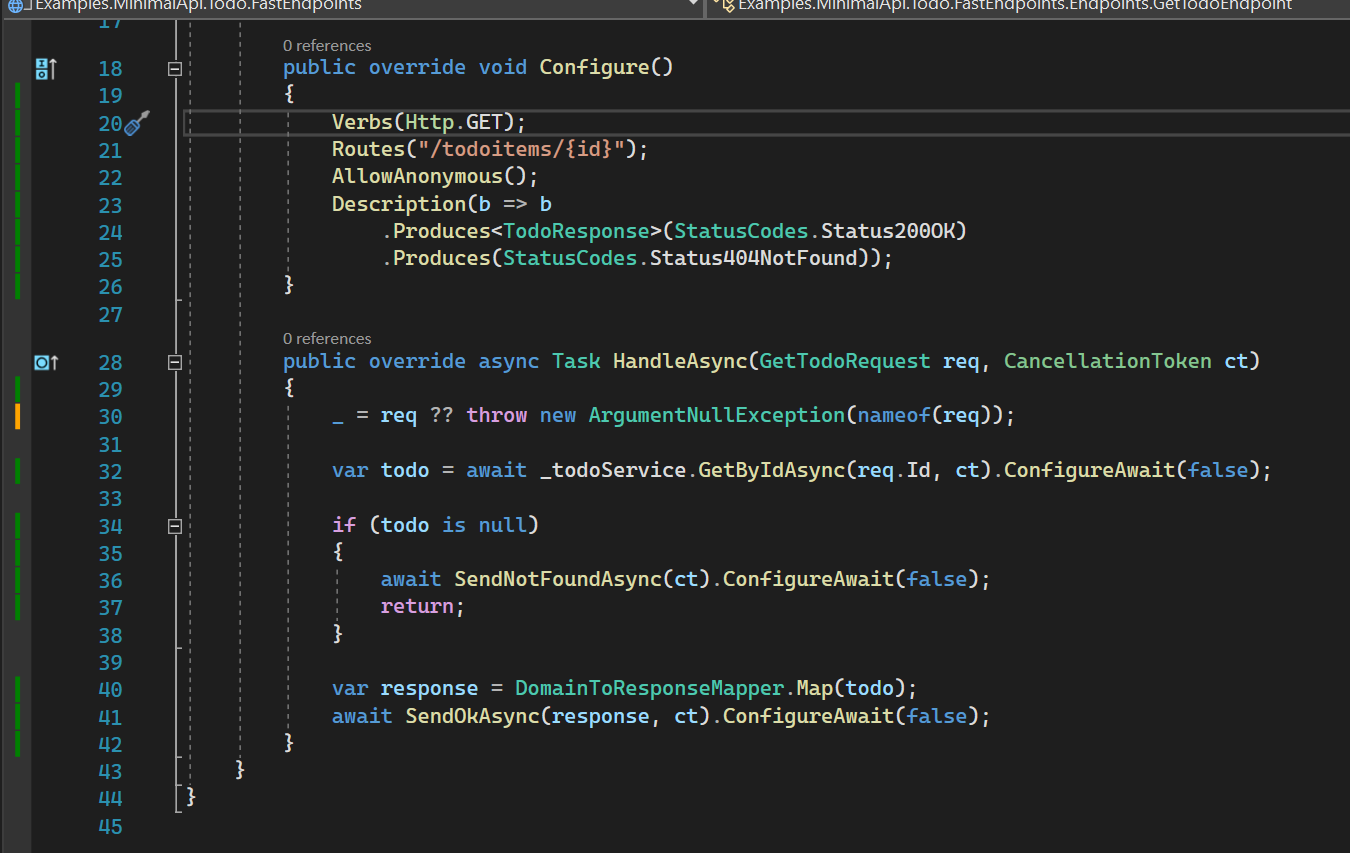 Examples.MinimalApi.Todo.FastEndpoints
Examples.MinimalApi.Todo.FastEndpoints.Endpoints.GetTodoEndpoint
17
0 references
18 public override void Configure()
19 {
20 Verbs(Http.GET);
21 Routes("/todoitems/{id}");
22 AllowAnonymous();
23 Description(b => b
24 .Produces<TodoResponse>(StatusCodes.Status200OK)
25 .Produces(StatusCodes.Status404NotFound));
26 }
27
0 references
28 public override async Task HandleAsync(GetTodoRequest req, CancellationToken ct)
29 {
30 _ = req ?? throw new ArgumentNullException(nameof(req));
31
32 var todo = await _todoService.GetByIdAsync(req.Id, ct).ConfigureAwait(false);
33
34 if (todo is null)
35 {
36 await SendNotFoundAsync(ct).ConfigureAwait(false);
37 return;
38 }
39
40 var response = DomainToResponseMapper.Map(todo);
41 await SendOkAsync(response, ct).ConfigureAwait(false);
42 }
43 }
44 }
45